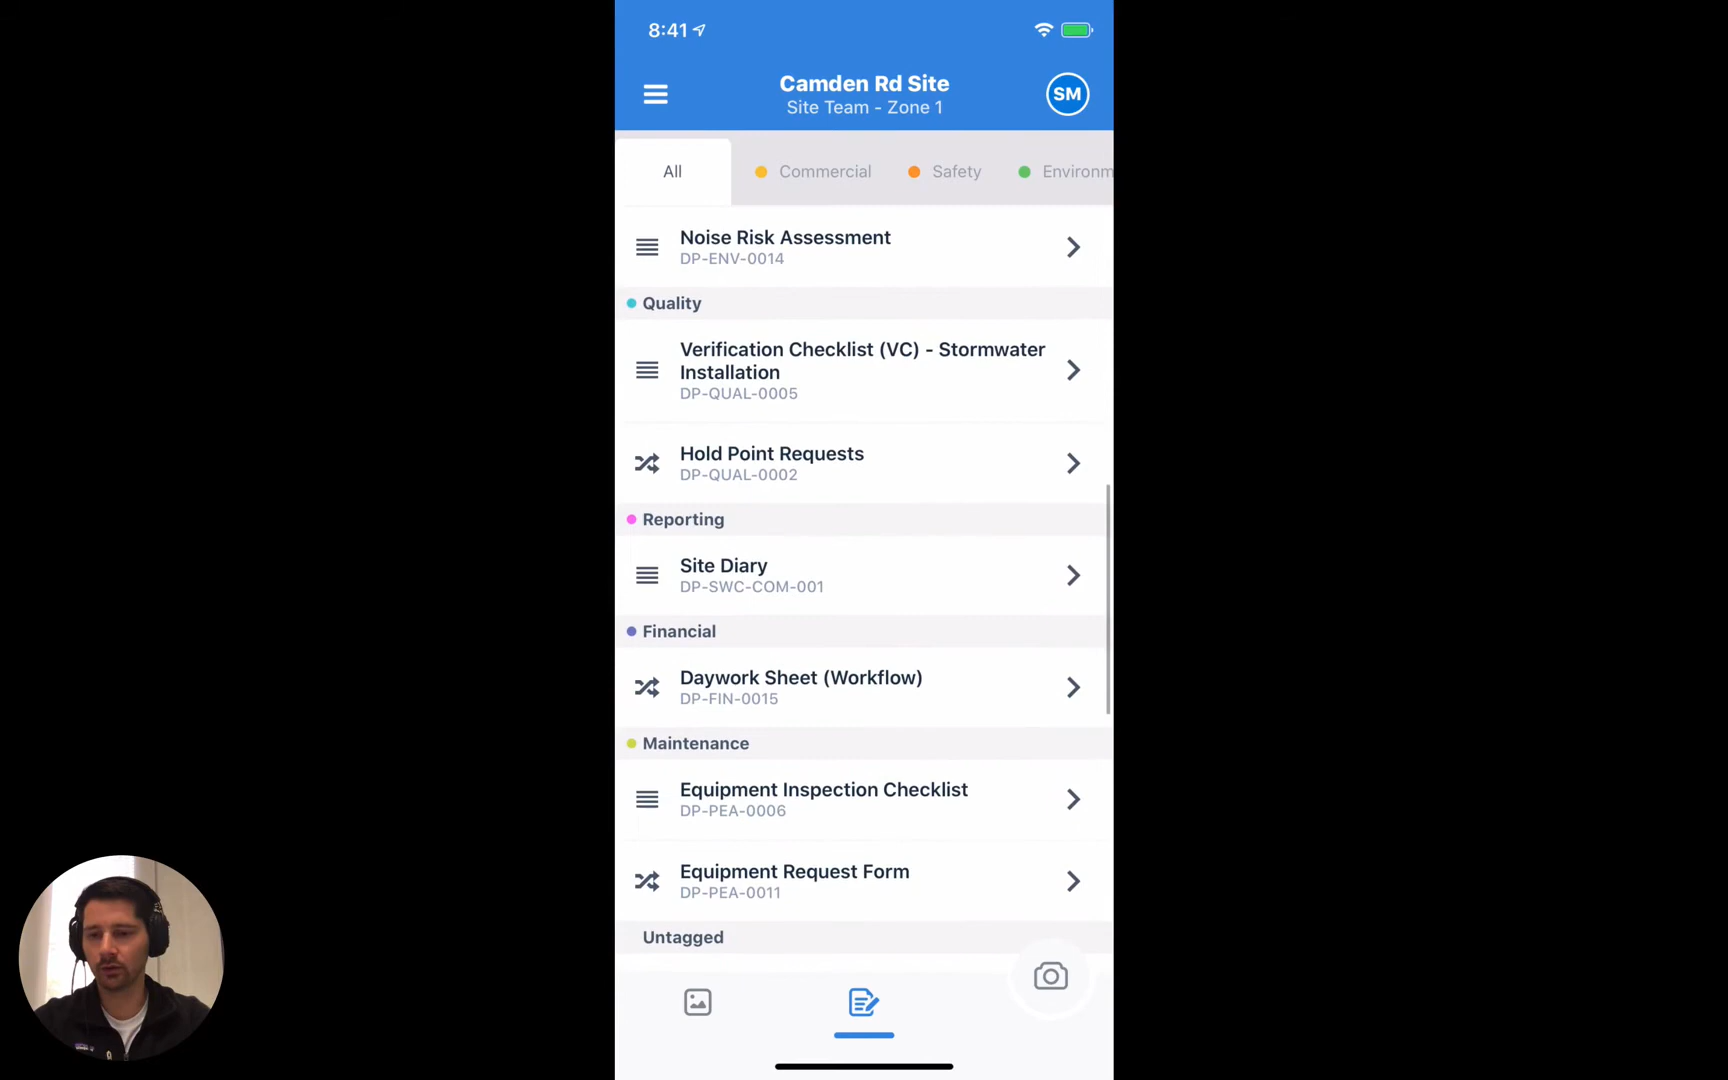 8:41
Camden Rd Site
Site Team - Zone 1
SM
All
Commercial
Safety
Environm
Noise Risk Assessment
DP-ENV-0014
Quality
Verification Checklist (VC) - Stormwater
Installation
DP-QUAL-0005
Hold Point Requests
DP-QUAL-0002
Reporting
Site Diary
DP-SWC-COM-001
Financial
Daywork Sheet (Workflow)
DP-FIN-0015
Maintenance
Equipment Inspection Checklist
DP-PEA-0006
Equipment Request Form
DP-PEA-0011
Untagged